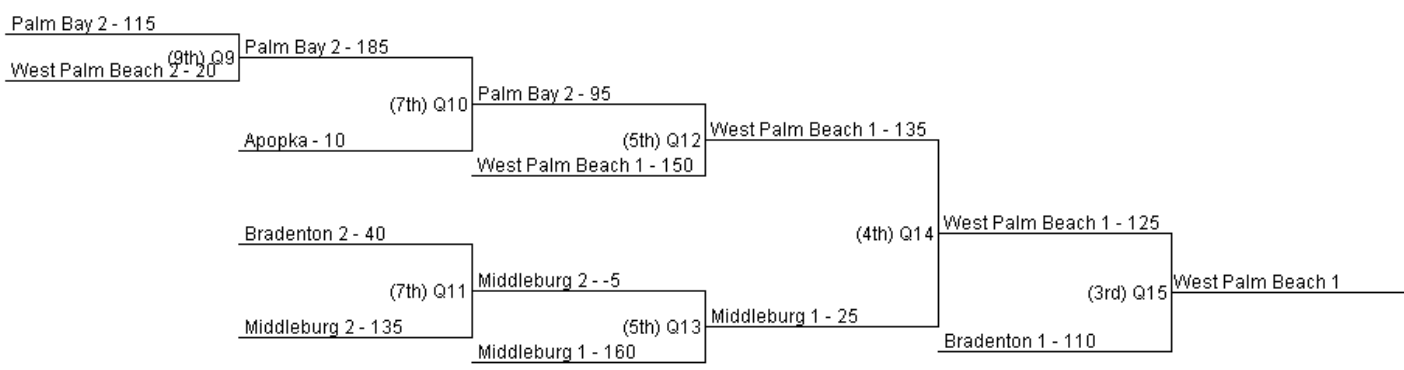 Palm Bay 2 - 115
(9th) Q9
West Palm Beach 2 - 20
Palm Bay 2 - 185
(7th) Q10
Apopka - 10
Palm Bay 2 - 95
(5th) Q12
West Palm Beach 1 - 150
West Palm Beach 1 - 135
(4th) Q14
Bradenton 2 - 40
(7th) Q11
Middleburg 2 - 135
Middleburg 2 - -5
(5th) Q13
Middleburg 1 - 160
Middleburg 1 - 25
West Palm Beach 1 - 125
(3rd) Q15
Bradenton 1 - 110
West Palm Beach 1